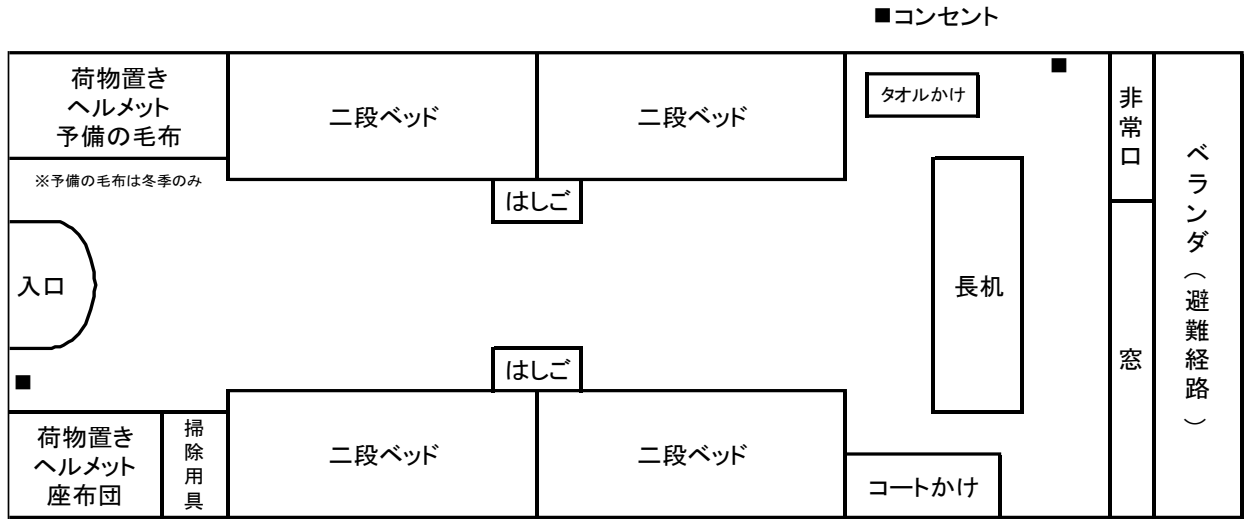 ■コンセント
荷物置き
ヘルメット
予備の毛布
二段ベッド
二段ベッド
タオルかけ
非常口
※予備の毛布は冬季のみ
はしご
ベランダ（避難経路）
入口
長机
窓
はしご
荷物置き
ヘルメット
座布団
掃除用具
二段ベッド
二段ベッド
コートかけ